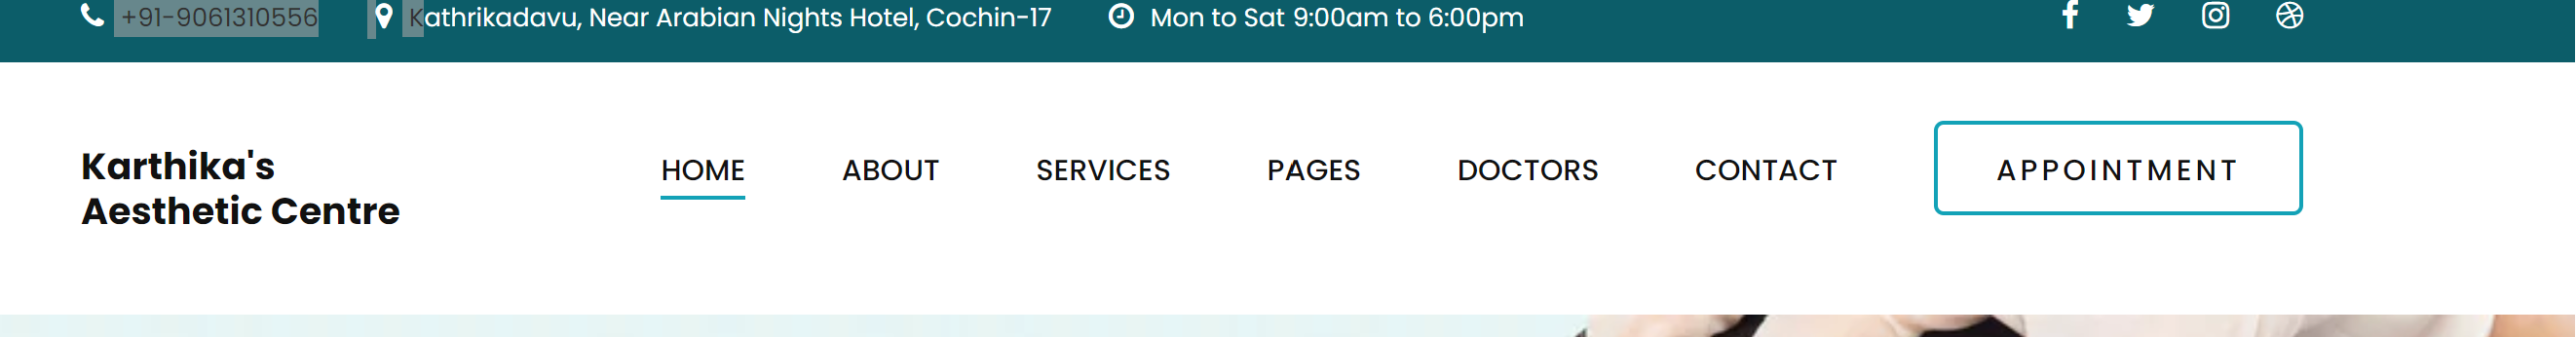 +91-9061310556 Kathrikadavu, Near Arabian Nights Hotel, Cochin-17 Mon to Sat 9:00am to 6:00pm
Karthika's
Aesthetic Centre
HOME ABOUT SERVICES PAGES DOCTORS CONTACT APPOINTMENT